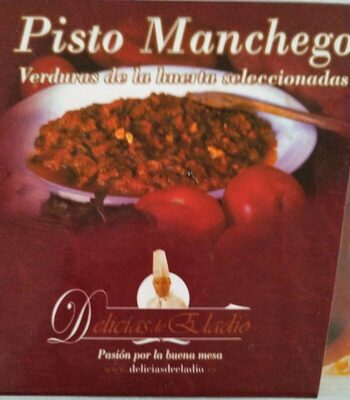 Pisto Manchego
Verduras de la huerta seleccionadas
Delicias de Eladio
Pasión por la buena mesa
www.deliciasdeeladio.es